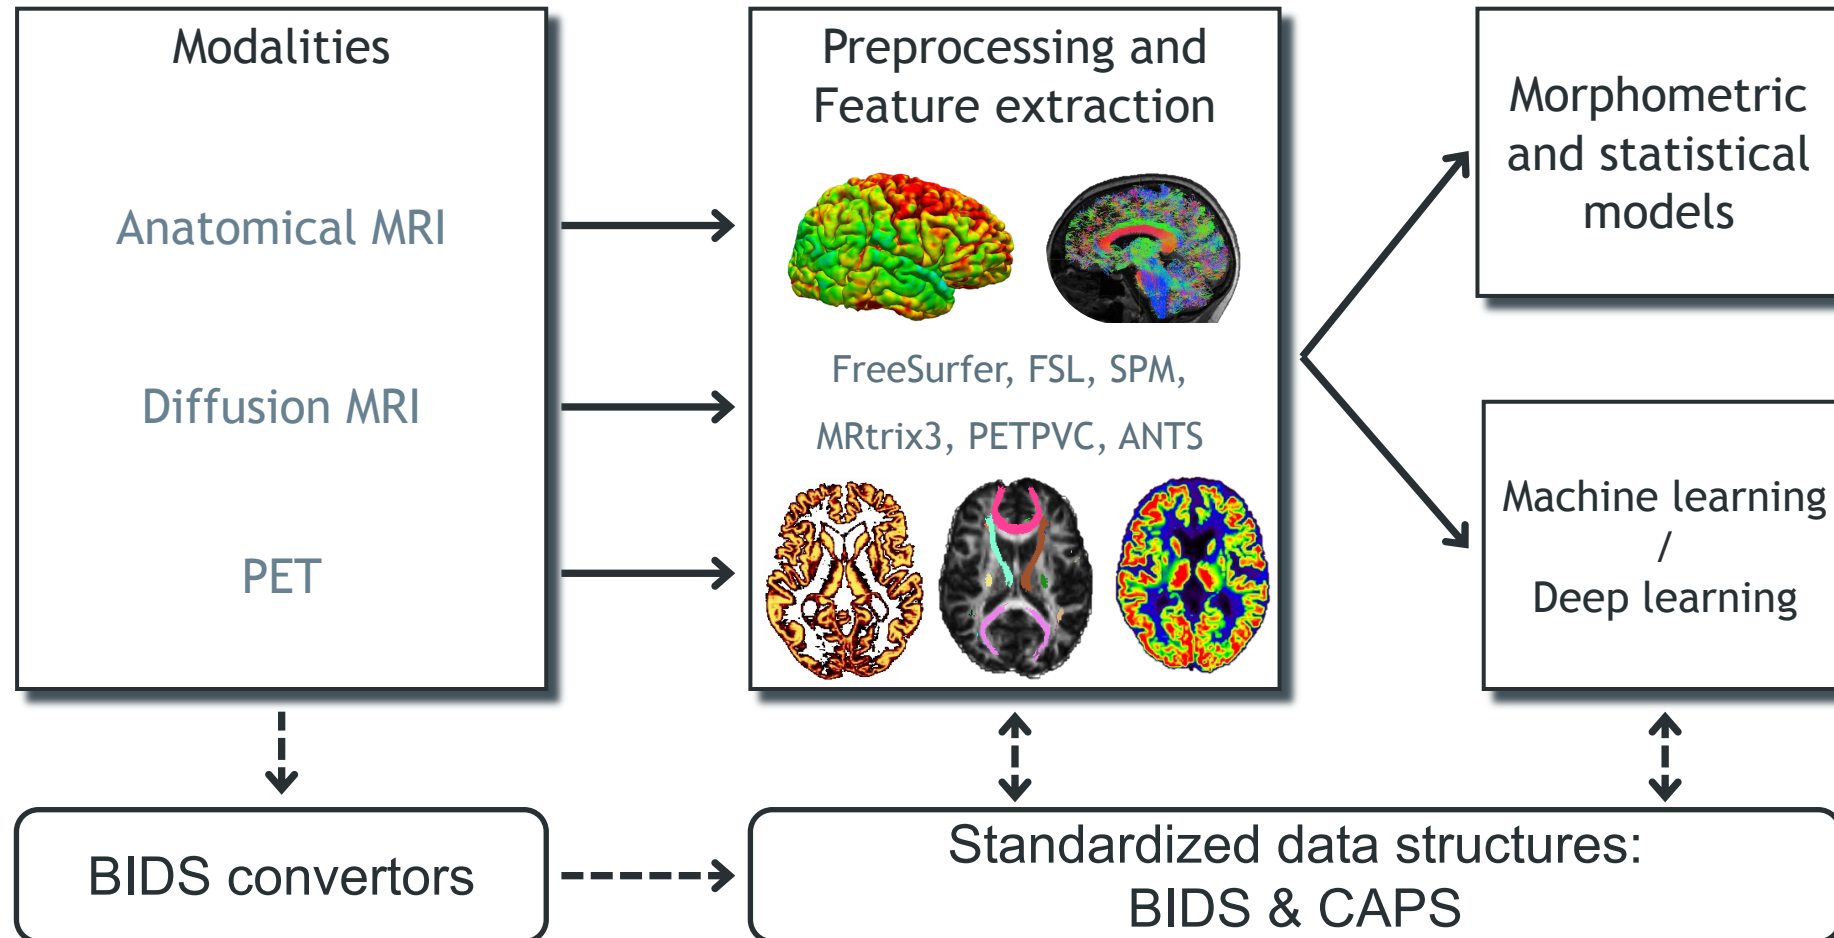 Modalities
Anatomical MRI
Diffusion MRI
PET
Preprocessing and
Feature extraction
FreeSurfer, FSL, SPM,
MRtrix3, PETPVC, ANTS
Morphometric
and statistical
models
Machine learning
/
Deep learning
BIDS convertors
Standardized data structures:
BIDS & CAPS